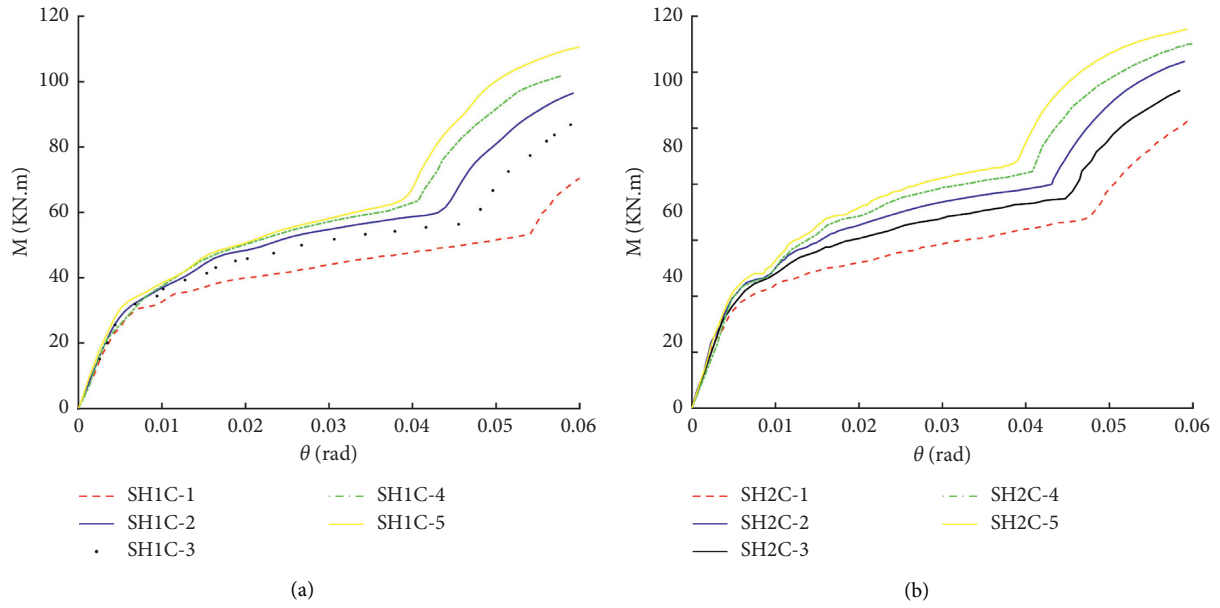 120
100
80
60
40
20
0
M (KN.m)
0 0.01 0.02 0.03 0.04 0.05 0.06
θ (rad)
SH1C-1
SH1C-2
SH1C-3
SH1C-4
SH1C-5
(a)
120
100
80
60
40
20
0
M (KN.m)
0 0.01 0.02 0.03 0.04 0.05 0.06
θ (rad)
SH2C-1
SH2C-2
SH2C-3
SH2C-4
SH2C-5
(b)